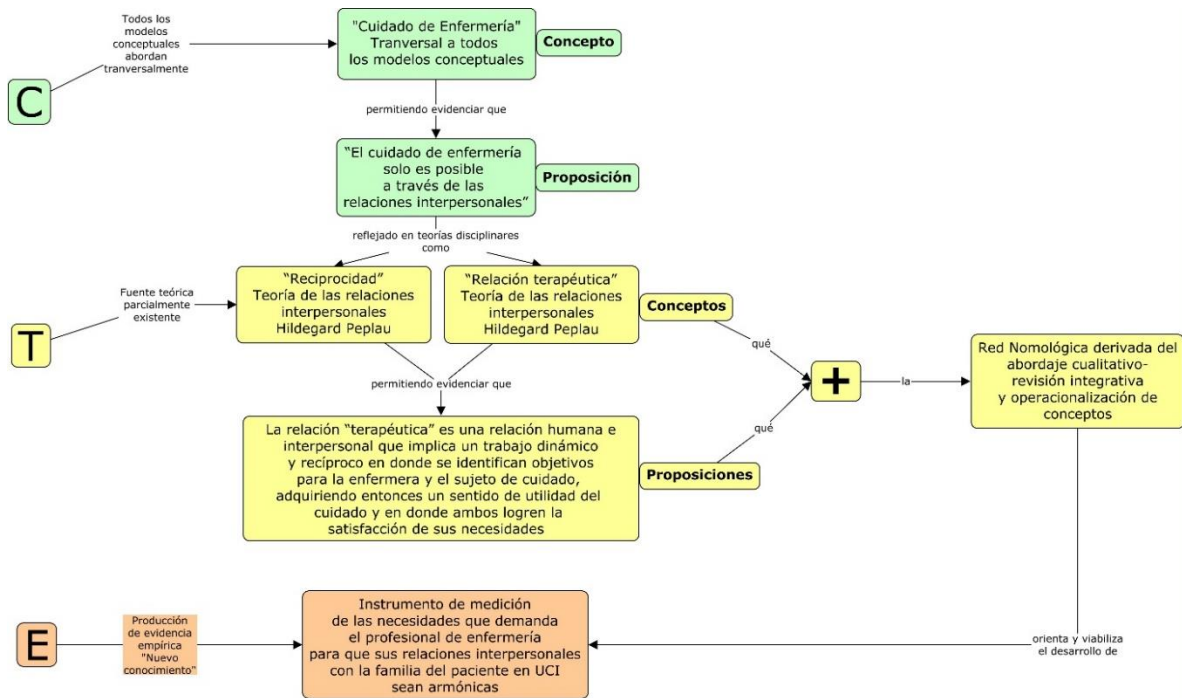 Todos los
modelos
conceptuales
abordan
tranversalmente
C
"Cuidado de Enfermería"
Tranversal a todos
los modelos conceptuales
Concepto
permitiendo evidenciar que
“El cuidado de enfermería
solo es posible
a través de las
relaciones interpersonales”
Proposición
reflejado en teorías disciplinares
como
T
Fuente teórica
parcialmente
existente
“Reciprocidad”
Teoría de las relaciones
interpersonales
Hildegard Peplau
“Relación terapéutica”
Teoría de las relaciones
interpersonales
Hildegard Peplau
Conceptos
qué
permitiendo evidenciar que
La relación “terapéutica” es una relación humana e
interpersonal que implica un trabajo dinámico
y recíproco en donde se identifican objetivos
para la enfermera y el sujeto de cuidado,
adquiriendo entonces un sentido de utilidad del
cuidado y en donde ambos logren la
satisfacción de sus necesidades
Proposiciones
qué
+
la
Red Nomológica derivada del
abordaje cualitativo-
revisión integrativa
y operacionalización de
conceptos
orienta y viabiliza
el desarrollo de
E
Producción
de evidencia
empírica
"Nuevo
conocimiento"
Instrumento de medición
de las necesidades que demanda
el profesional de enfermería
para que sus relaciones interpersonales
con la familia del paciente en UCI
sean armónicas